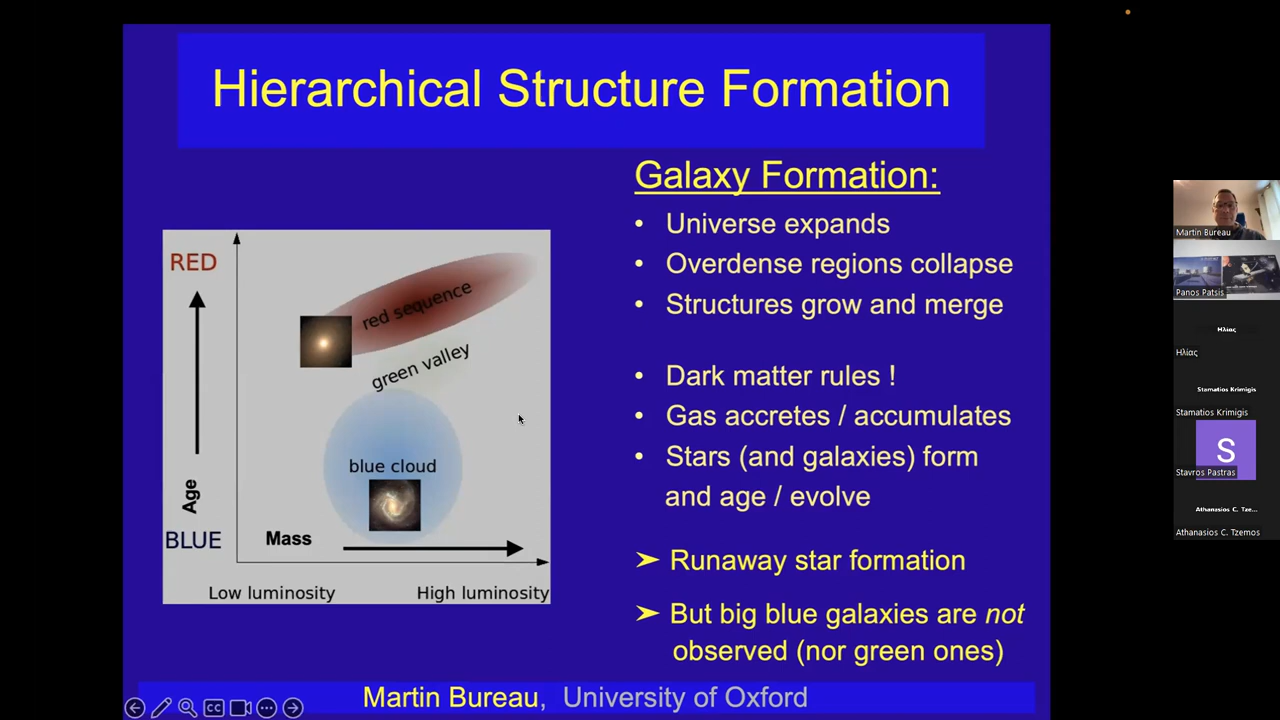 Hierarchical Structure Formation
Galaxy Formation:
• Universe expands
• Overdense regions collapse
• Structures grow and merge
• Dark matter rules !
• Gas accretes / accumulates
• Stars (and galaxies) form
and age / evolve
➢ Runaway star formation
➢ But big blue galaxies are not
observed (nor green ones)
RED
red sequence
green valley
blue cloud
Age
BLUE
Mass
Low luminosity
High luminosity
Martin Bureau, University of Oxford
CC
Martin Bureau
Panos Patsis
Ηλίας
Ηλίας
Stamatios Krimigis
Stamatios Krimigis
S
Stavros Pastras
Athanasios C. Tze...
Athanasios C. Tzemos